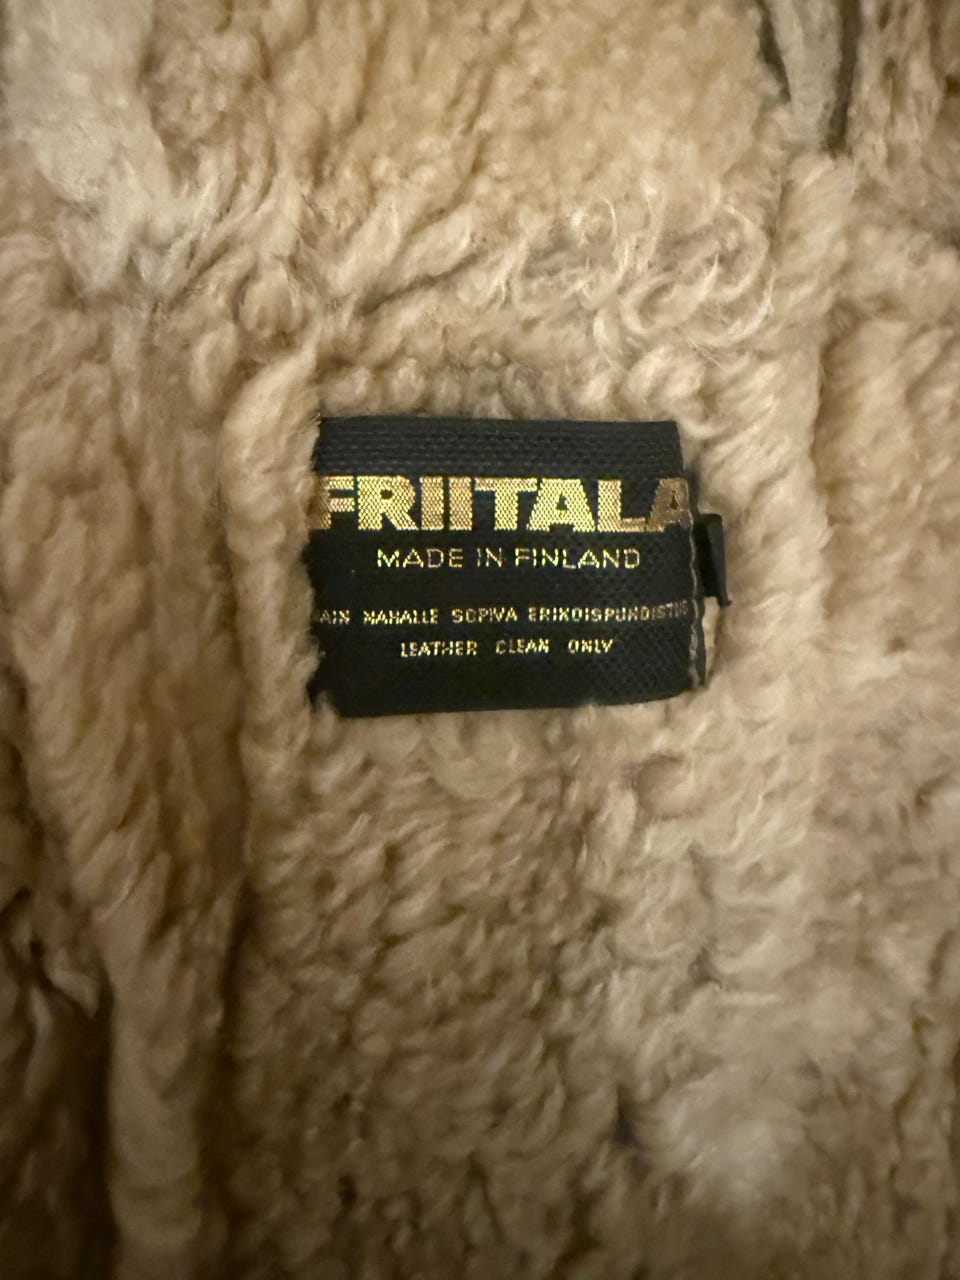 FRIITALA
MADE IN FINLAND
NAHALLE SOPIVA ERIKOISPUHDISTUS
LEATHER CLEAN ONLY